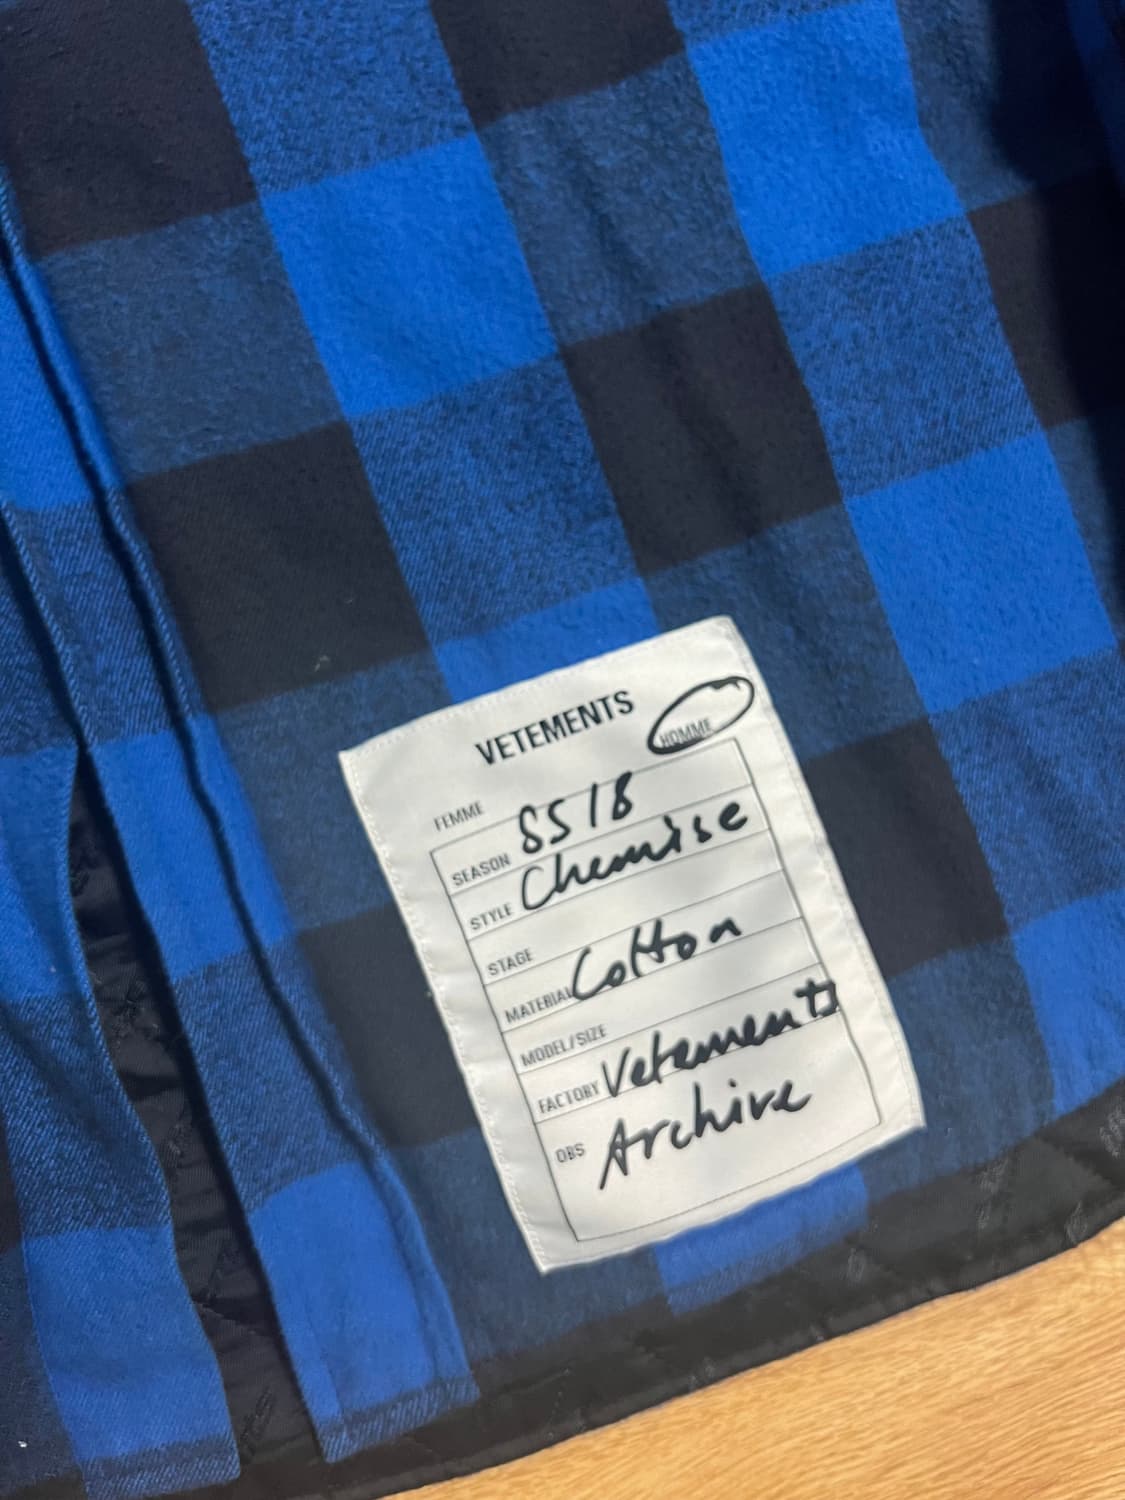 VETEMENTS
FEMME HOMME
SEASON SS18
STYLE Chemise
STAGE
MATERIAL Cotton
MODEL/SIZE
FACTORY Vetements
OBS Archive